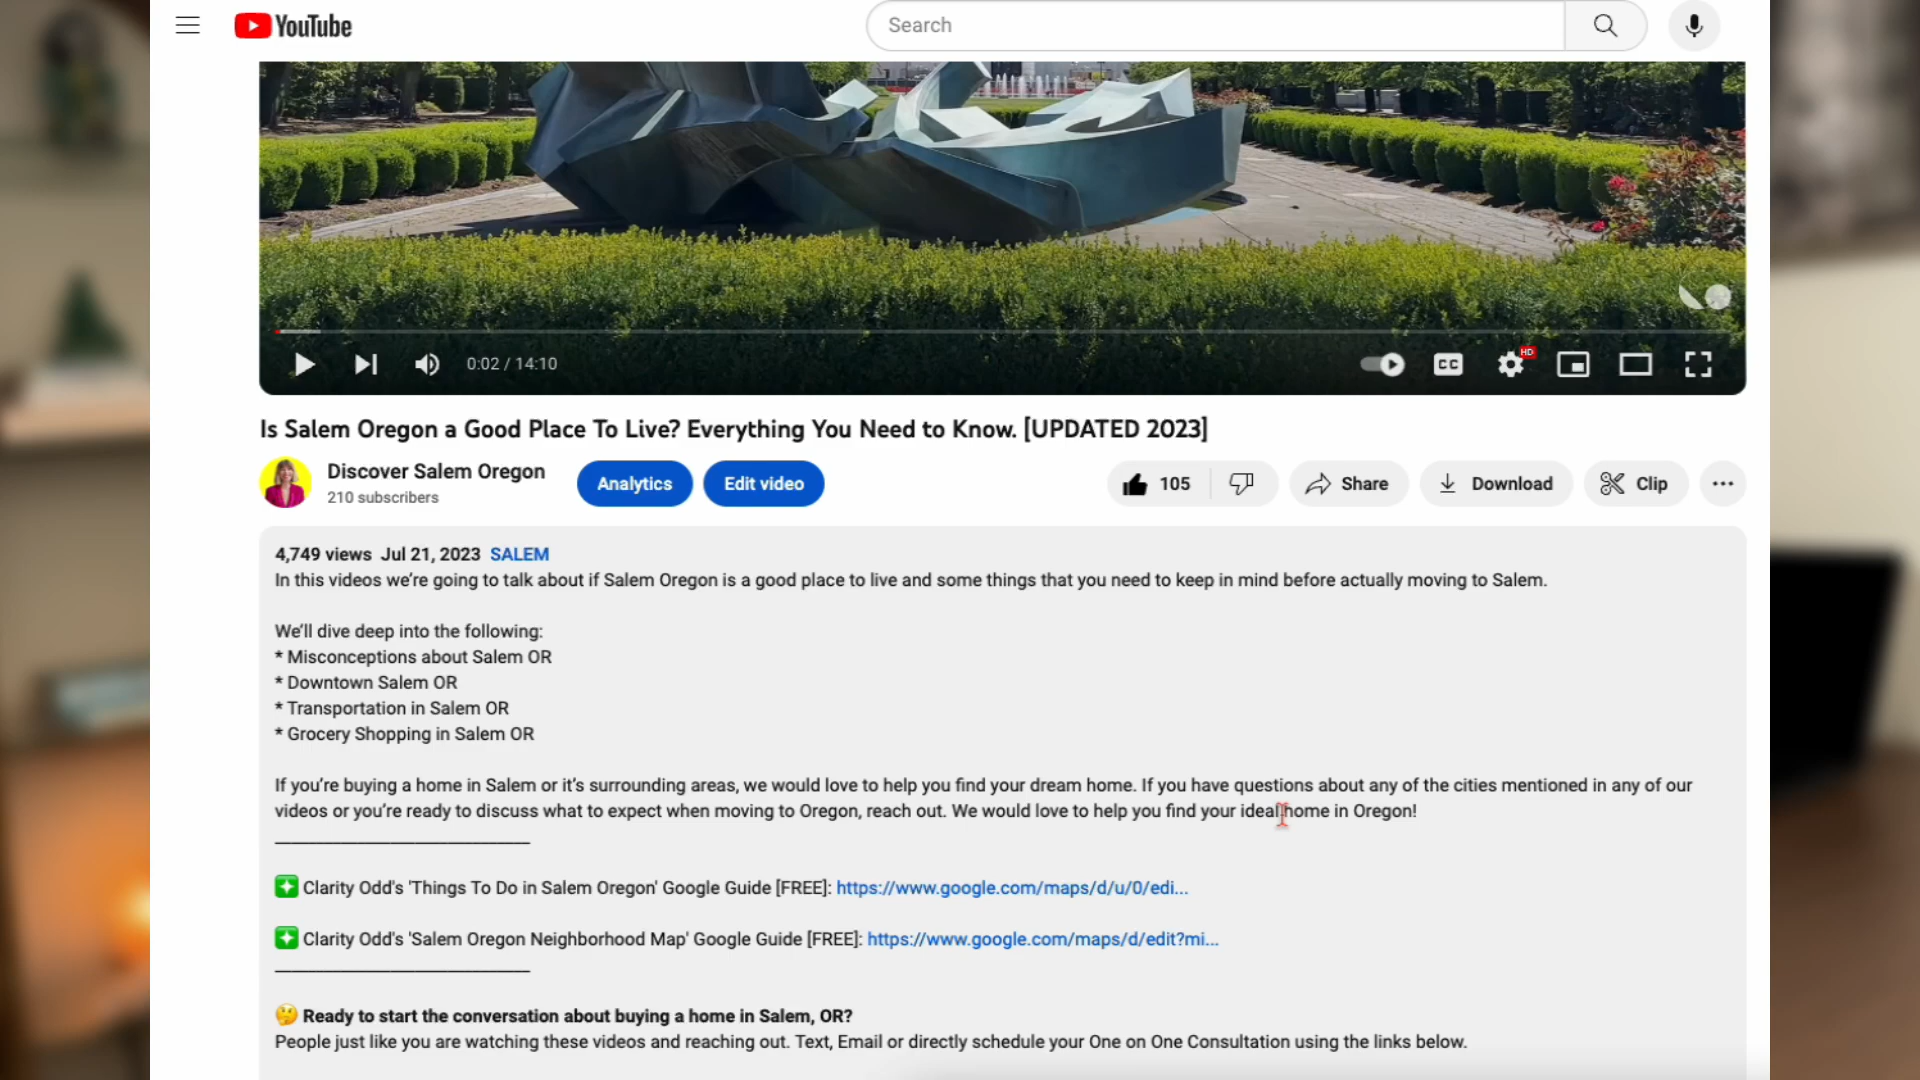 YouTube
Search
0:02 / 14:10
CC
HD
Is Salem Oregon a Good Place To Live? Everything You Need to Know. [UPDATED 2023]
Discover Salem Oregon
210 subscribers
Analytics
Edit video
105
Share
Download
Clip
4,749 views Jul 21, 2023 SALEM
In this videos we’re going to talk about if Salem Oregon is a good place to live and some things that you need to keep in mind before actually moving to Salem.
We’ll dive deep into the following:
* Misconceptions about Salem OR
* Downtown Salem OR
* Transportation in Salem OR
* Grocery Shopping in Salem OR
If you’re buying a home in Salem or it’s surrounding areas, we would love to help you find your dream home. If you have questions about any of the cities mentioned in any of our
videos or you’re ready to discuss what to expect when moving to Oregon, reach out. We would love to help you find your ideal home in Oregon!
Clarity Odd's 'Things To Do in Salem Oregon' Google Guide [FREE]: https://www.google.com/maps/d/u/0/edi...
Clarity Odd's 'Salem Oregon Neighborhood Map' Google Guide [FREE]: https://www.google.com/maps/d/edit?mi...
🤔 Ready to start the conversation about buying a home in Salem, OR?
People just like you are watching these videos and reaching out. Text, Email or directly schedule your One on One Consultation using the links below.